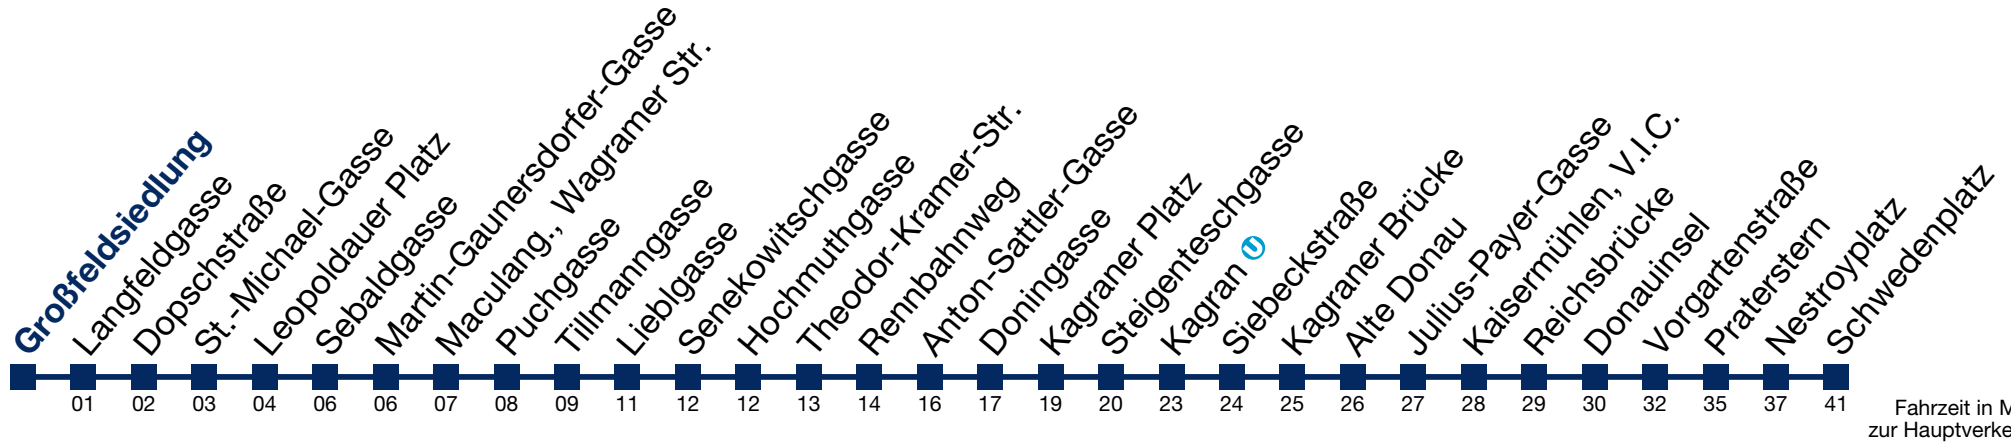 Großfeldsiedlung
Langfeldgasse
Dopschstraße
St.-Michael-Gasse
Leopoldauer Platz
Sebaldgasse
Martin-Gaunersdorfer-Gasse
Maculang., Wagramer Str.
Puchgasse
Tillmanngasse
Lieblgasse
Senekowitschgasse
Hochmuthgasse
Theodor-Kramer-Str.
Rennbahnweg
Anton-Sattler-Gasse
Doningasse
Kagraner Platz
Steigenteschgasse
Kagran U
Siebeckstraße
Kagraner Brücke
Alte Donau
Julius-Payer-Gasse
Kaisermühlen, V.I.C.
Reichsbrücke
Donauinsel
Vorgartenstraße
Praterstern
Nestroyplatz
Schwedenplatz
01 02 03 04 06 06 07 08 09 11 12 12 13 14 16 17 19 20 23 24 25 26 27 28 29 30 32 35 37 41
Fahrzeit in M
zur Hauptverke